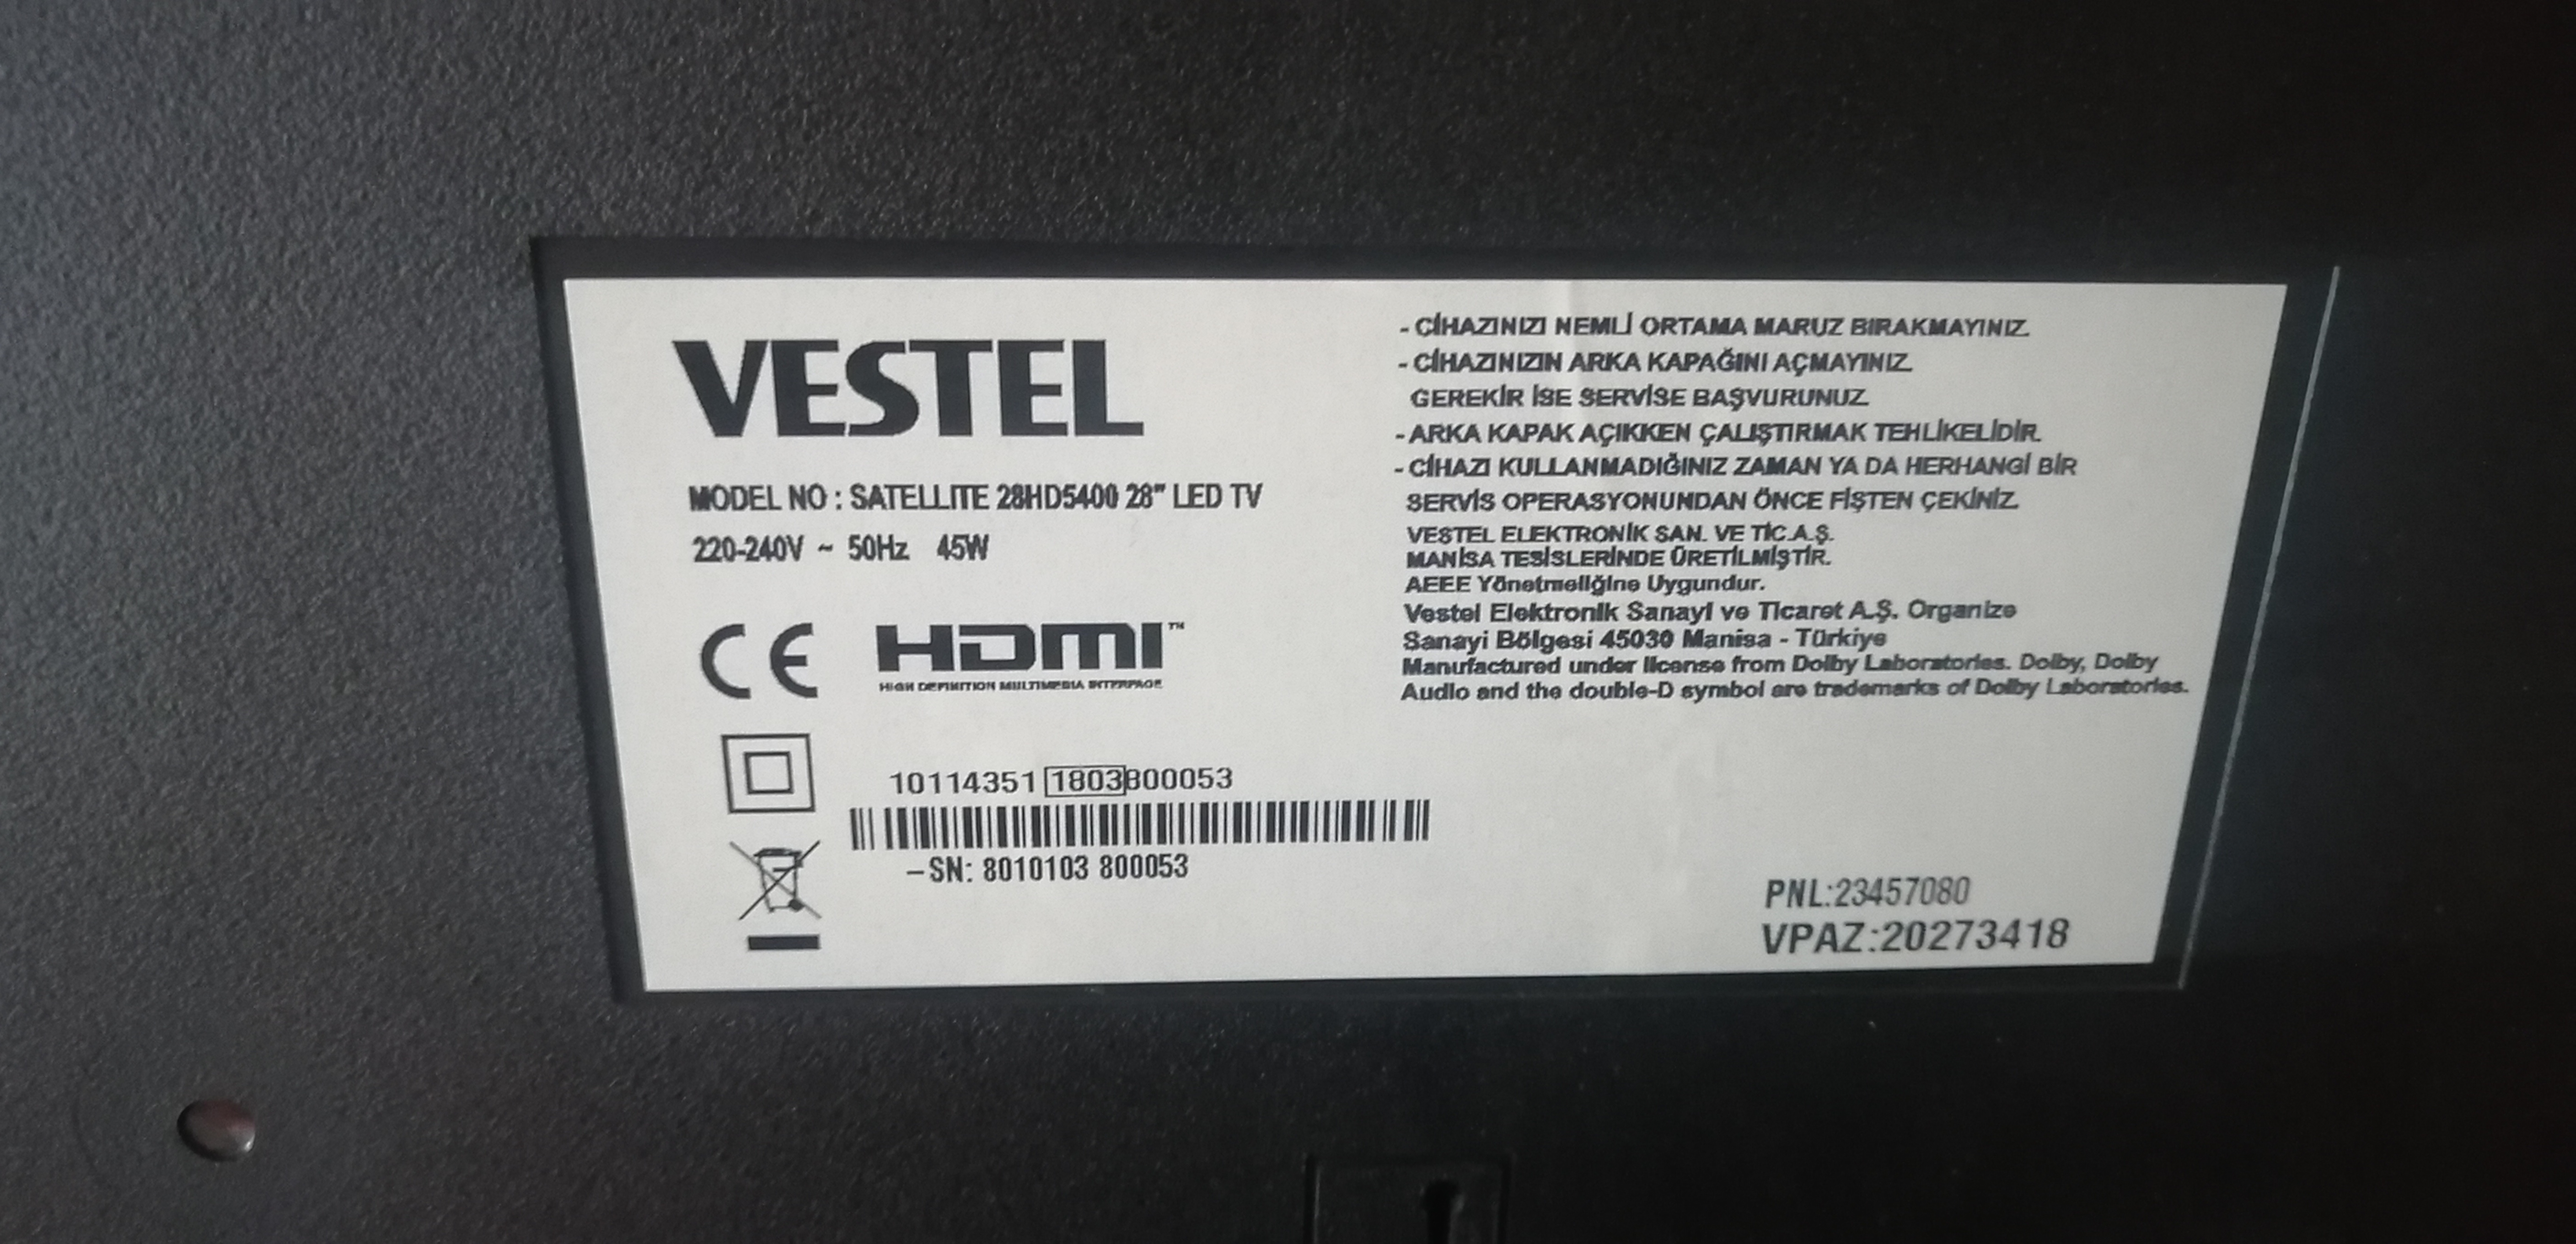 VESTEL
MODEL NO : SATELLITE 28HD5400 28" LED TV
220-240V ~ 50Hz 45W
CE HDMI™
HIGH DEFINITION MULTIMEDIA INTERFACE
10114351 1803800053
–SN: 8010103 800053
- CİHAZINIZI NEMLİ ORTAMA MARUZ BIRAKMAYINIZ.
- CİHAZINIZIN ARKA KAPAĞINI AÇMAYINIZ.
GEREKİR İSE SERVİSE BAŞVURUNUZ.
- ARKA KAPAK AÇIKKEN ÇALIŞTIRMAK TEHLİKELİDİR.
- CİHAZI KULLANMADIĞINIZ ZAMAN YA DA HERHANGİ BİR
SERVİS OPERASYONUNDAN ÖNCE FİŞTEN ÇEKİNİZ.
VESTEL ELEKTRONİK SAN. VE TİC.A.Ş.
MANİSA TESİSLERİNDE ÜRETİLMİŞTİR.
AEEE Yönetmeliğine Uygundur.
Vestel Elektronik Sanayi ve Ticaret A.Ş. Organize
Sanayi Bölgesi 45030 Manisa - Türkiye
Manufactured under license from Dolby Laboratories. Dolby, Dolby
Audio and the double-D symbol are trademarks of Dolby Laboratories.
PNL:23457080
VPAZ:20273418